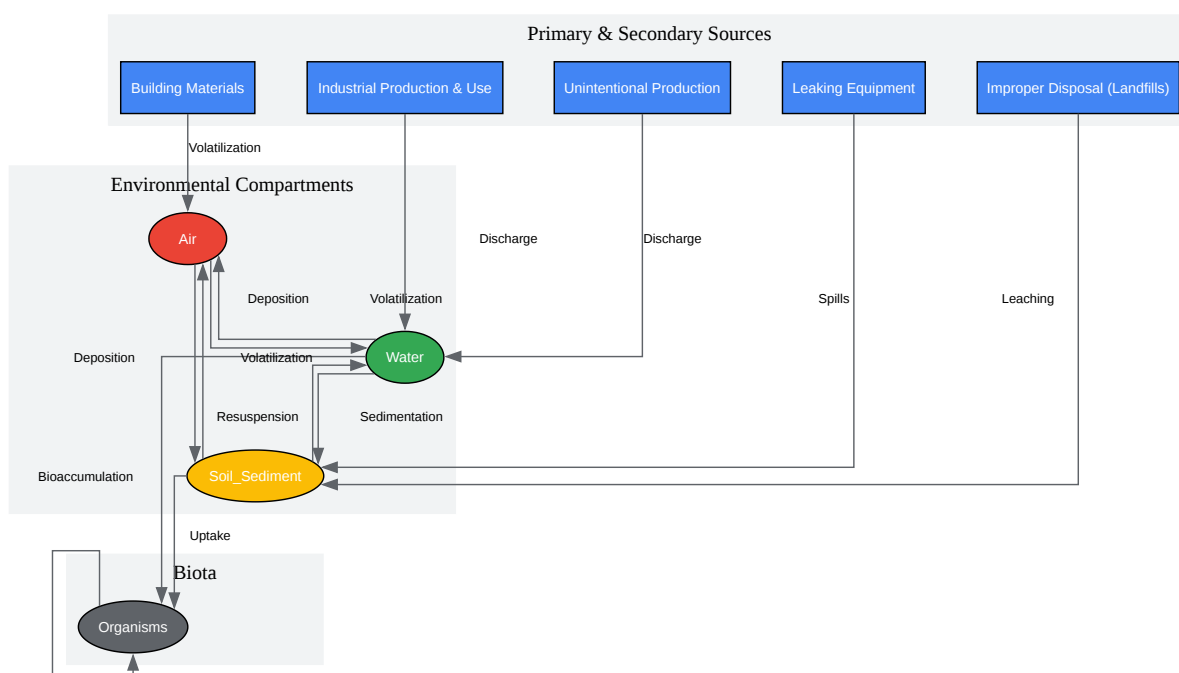 Primary & Secondary Sources
Building Materials
Industrial Production & Use
Unintentional Production
Leaking Equipment
Improper Disposal (Landfills)
Volatilization
Environmental Compartments
Air
Discharge
Discharge
Deposition
Volatilization
Spills
Leaching
Deposition
Volatilization
Water
Resuspension
Sedimentation
Bioaccumulation
Soil_Sediment
Uptake
Biota
Organisms